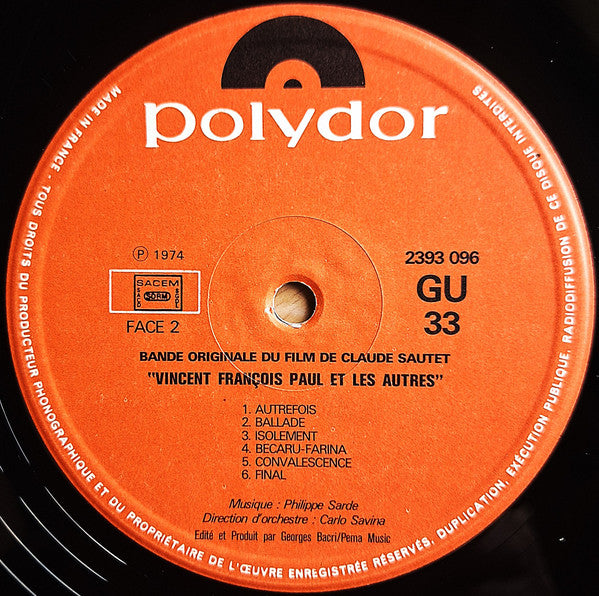 polydor
MADE IN FRANCE - TOUS DROITS DU PRODUCTEUR PHONOGRAPHIQUE ET DU PROPRIÉTAIRE DE L'ŒUVRE ENREGISTRÉE RÉSERVÉS, DUPLICATION, EXÉCUTION PUBLIQUE, RADIODIFFUSION DE CE DISQUE INTERDITES
Ⓟ 1974
2393 096
SACEM
SACD
SDRM
SGDL
GU
FACE 2
33
BANDE ORIGINALE DU FILM DE CLAUDE SAUTET
"VINCENT FRANÇOIS PAUL ET LES AUTRES"
1. AUTREFOIS
2. BALLADE
3. ISOLEMENT
4. BECARU-FARINA
5. CONVALESCENCE
6. FINAL
Musique : Philippe Sarde
Direction d'orchestre : Carlo Savina
Edité et Produit par Georges Bacri/Pema Music